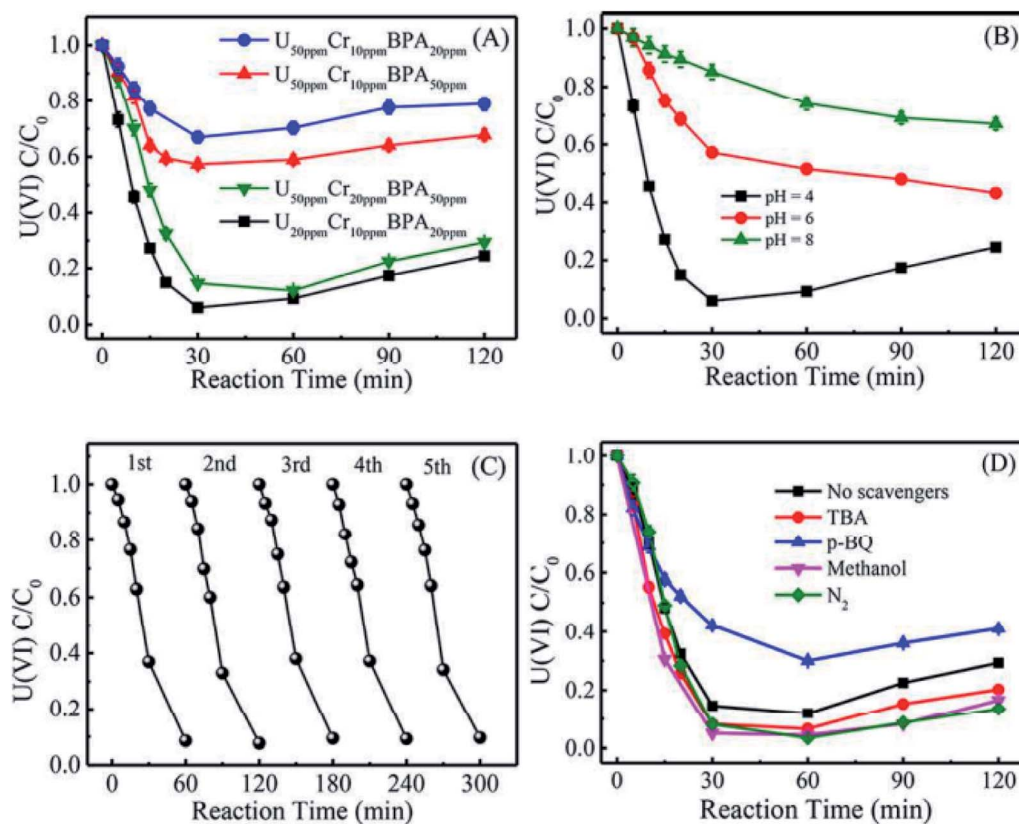 (A)
U50ppmCr10ppmBPA20ppm
U50ppmCr10ppmBPA50ppm
U50ppmCr20ppmBPA50ppm
U20ppmCr10ppmBPA20ppm
U(VI) C/C0
1.0
0.8
0.6
0.4
0.2
0.0
0 30 60 90 120
Reaction Time (min)
(B)
pH = 4
pH = 6
pH = 8
U(VI) C/C0
1.0
0.8
0.6
0.4
0.2
0.0
0 30 60 90 120
Reaction Time (min)
1st 2nd 3rd 4th 5th (C)
U(VI) C/C0
1.0
0.8
0.6
0.4
0.2
0.0
0 60 120 180 240 300
Reaction Time (min)
(D)
No scavengers
TBA
p-BQ
Methanol
N2
U(VI) C/C0
1.0
0.8
0.6
0.4
0.2
0.0
0 30 60 90 120
Reaction Time (min)